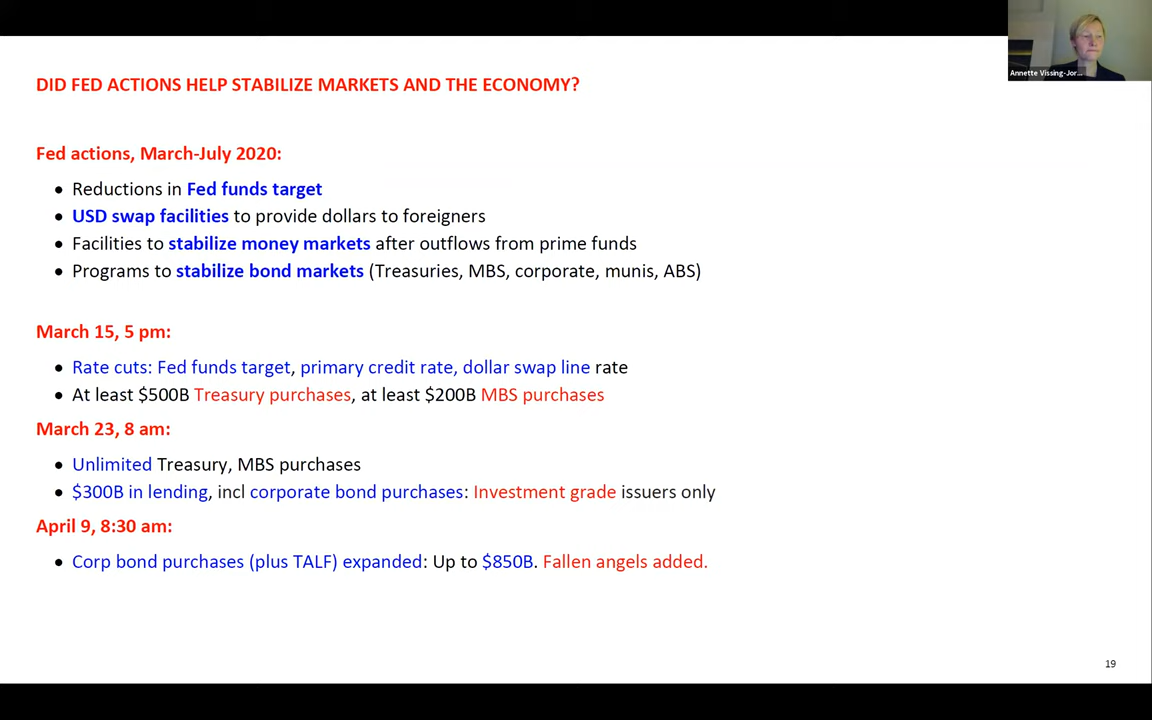 Annette Vissing-Jor...
DID FED ACTIONS HELP STABILIZE MARKETS AND THE ECONOMY?
Fed actions, March-July 2020:
• Reductions in Fed funds target
• USD swap facilities to provide dollars to foreigners
• Facilities to stabilize money markets after outflows from prime funds
• Programs to stabilize bond markets (Treasuries, MBS, corporate, munis, ABS)
March 15, 5 pm:
• Rate cuts: Fed funds target, primary credit rate, dollar swap line rate
• At least $500B Treasury purchases, at least $200B MBS purchases
March 23, 8 am:
• Unlimited Treasury, MBS purchases
• $300B in lending, incl corporate bond purchases: Investment grade issuers only
April 9, 8:30 am:
• Corp bond purchases (plus TALF) expanded: Up to $850B. Fallen angels added.
19